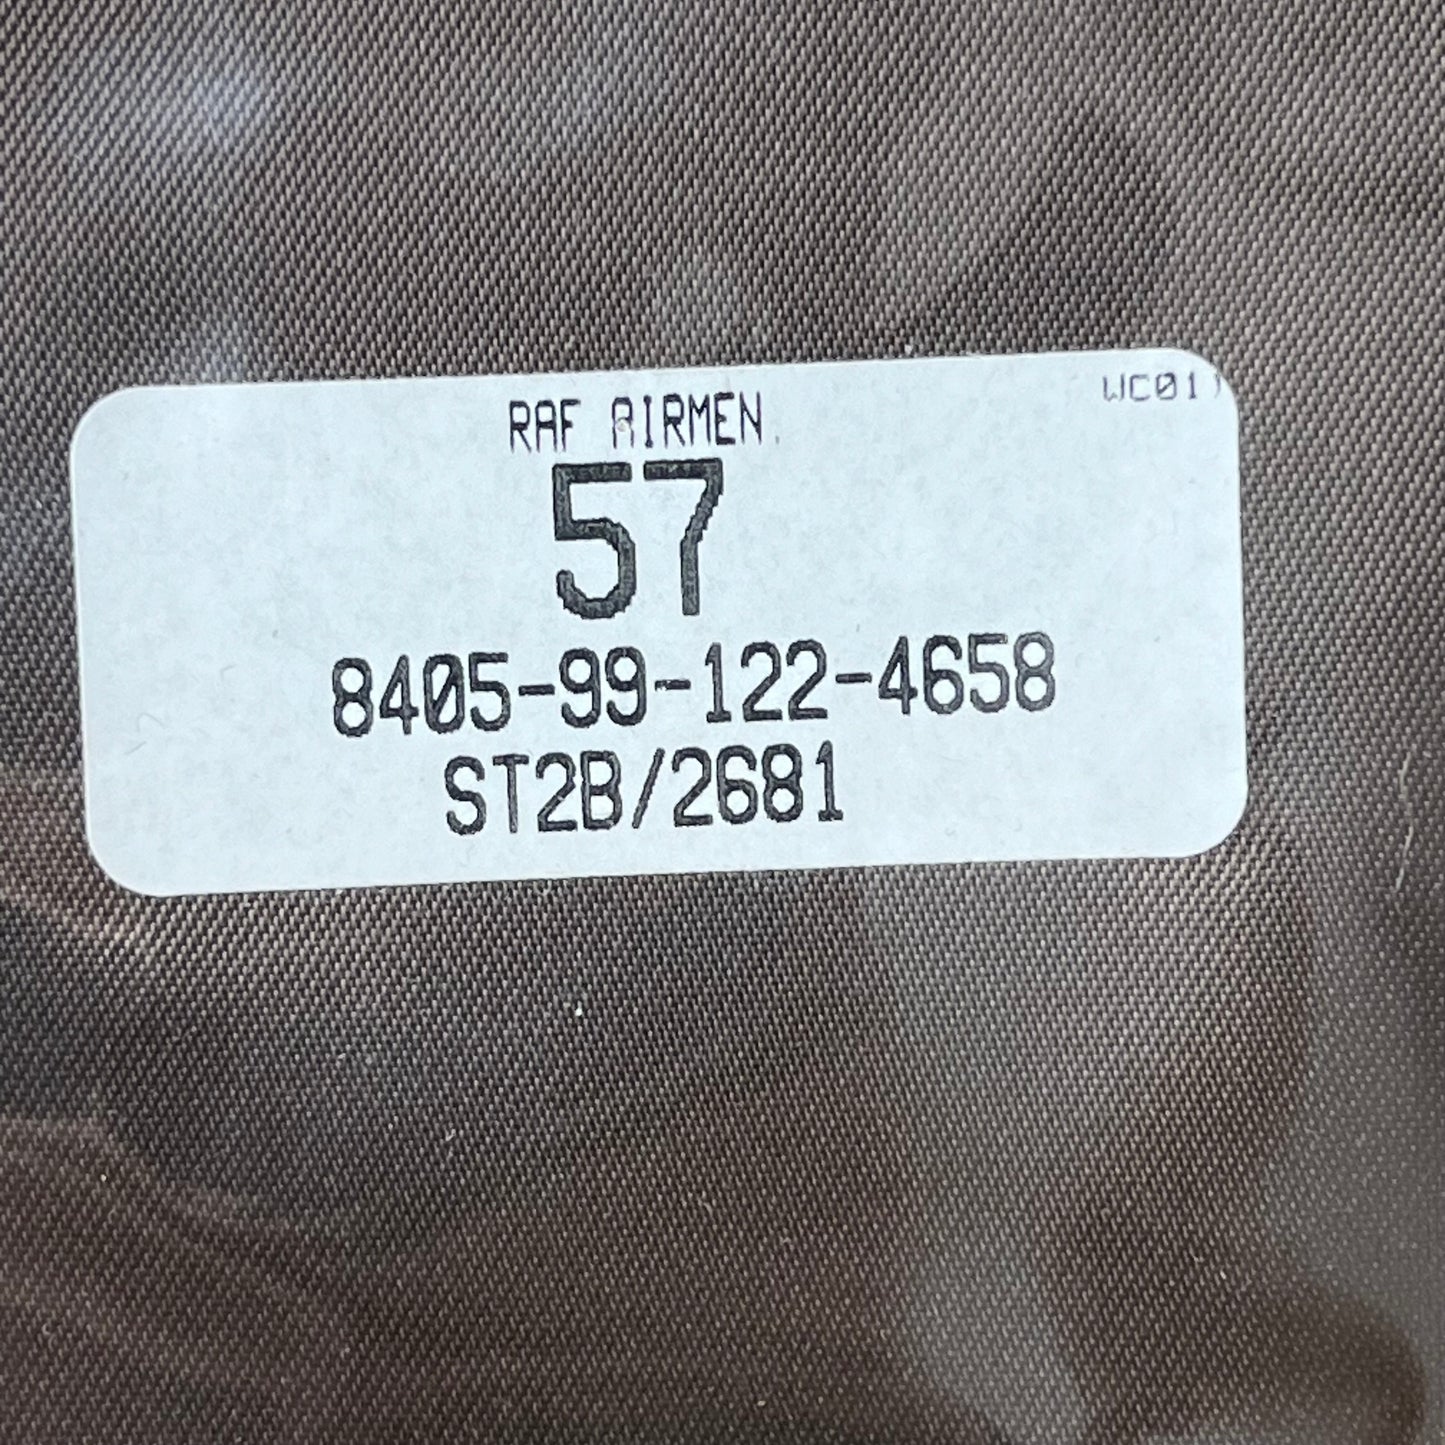 WC01
RAF AIRMEN.
57
8405-99-122-4658
ST2B/2681